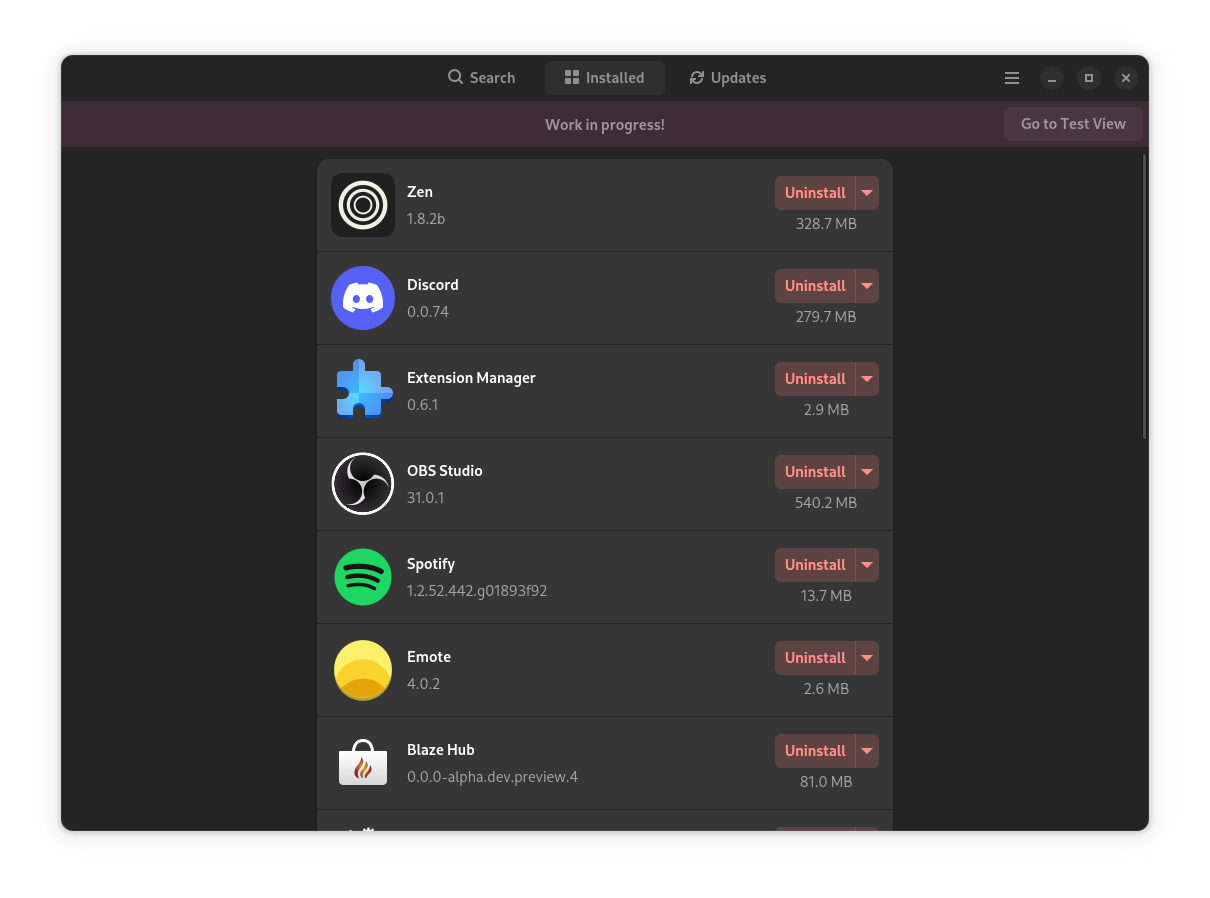 Search
Installed
Updates
Work in progress!
Go to Test View
Zen
1.8.2b
Uninstall
328.7 MB
Discord
0.0.74
Uninstall
279.7 MB
Extension Manager
0.6.1
Uninstall
2.9 MB
OBS Studio
31.0.1
Uninstall
540.2 MB
Spotify
1.2.52.442.g01893f92
Uninstall
13.7 MB
Emote
4.0.2
Uninstall
2.6 MB
Blaze Hub
0.0.0-alpha.dev.preview.4
Uninstall
81.0 MB